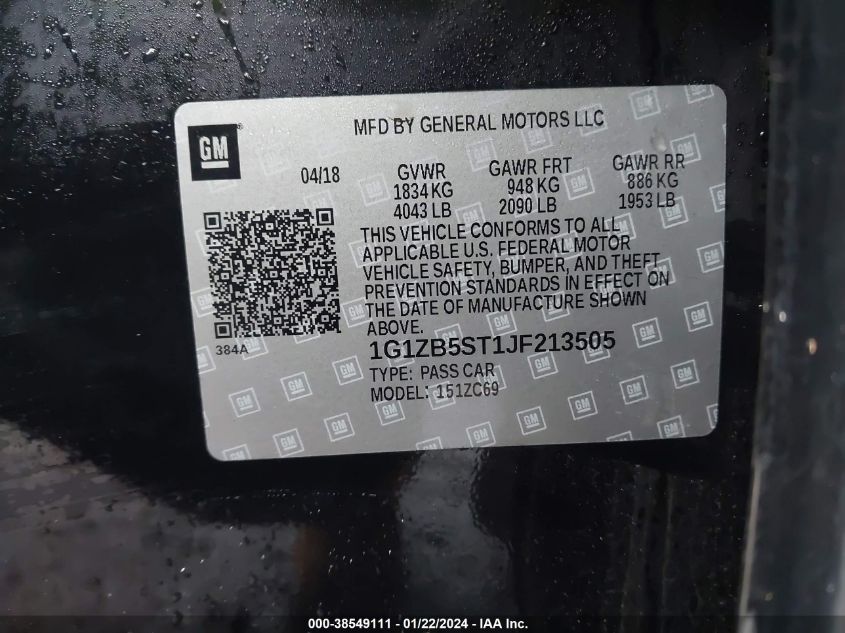 GM
MFD BY GENERAL MOTORS LLC
04/18
GVWR GAWR FRT GAWR RR
1834 KG 948 KG 886 KG
4043 LB 2090 LB 1953 LB
THIS VEHICLE CONFORMS TO ALL
APPLICABLE U.S. FEDERAL MOTOR
VEHICLE SAFETY, BUMPER, AND THEFT
PREVENTION STANDARDS IN EFFECT ON
THE DATE OF MANUFACTURE SHOWN
ABOVE.
384A
1G1ZB5ST1JF213505
TYPE: PASS CAR
MODEL: 151ZC69
000-38549111 - 01/22/2024 - IAA Inc.